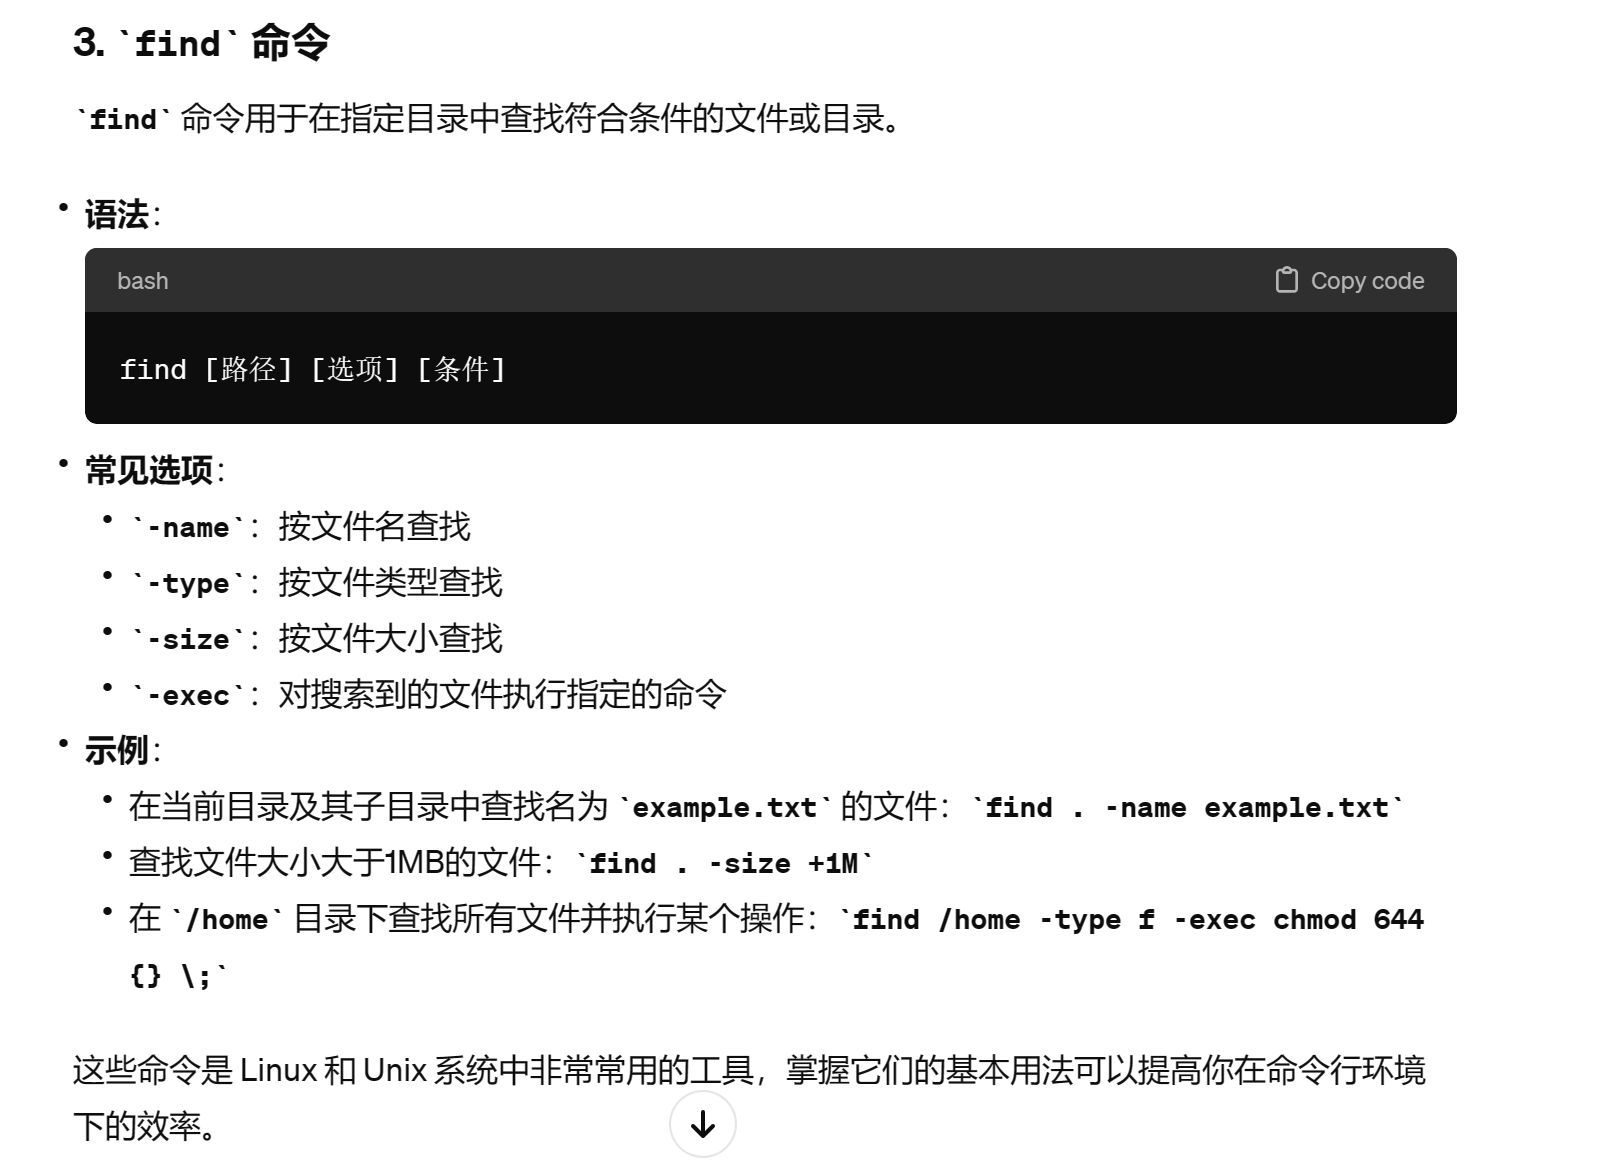 3. `find` 命令
`find` 命令用于在指定目录中查找符合条件的文件或目录。
• 语法：
bash
Copy code
find [路径] [选项] [条件]
• 常见选项：
• `-name`：按文件名查找
• `-type`：按文件类型查找
• `-size`：按文件大小查找
• `-exec`：对搜索到的文件执行指定的命令
• 示例：
• 在当前目录及其子目录中查找名为 `example.txt` 的文件：`find . -name example.txt`
• 查找文件大小大于1MB的文件：`find . -size +1M`
• 在 `/home` 目录下查找所有文件并执行某个操作：`find /home -type f -exec chmod 644
{} \;`
这些命令是 Linux 和 Unix 系统中非常常用的工具，掌握它们的基本用法可以提高你在命令行环境
下的效率。